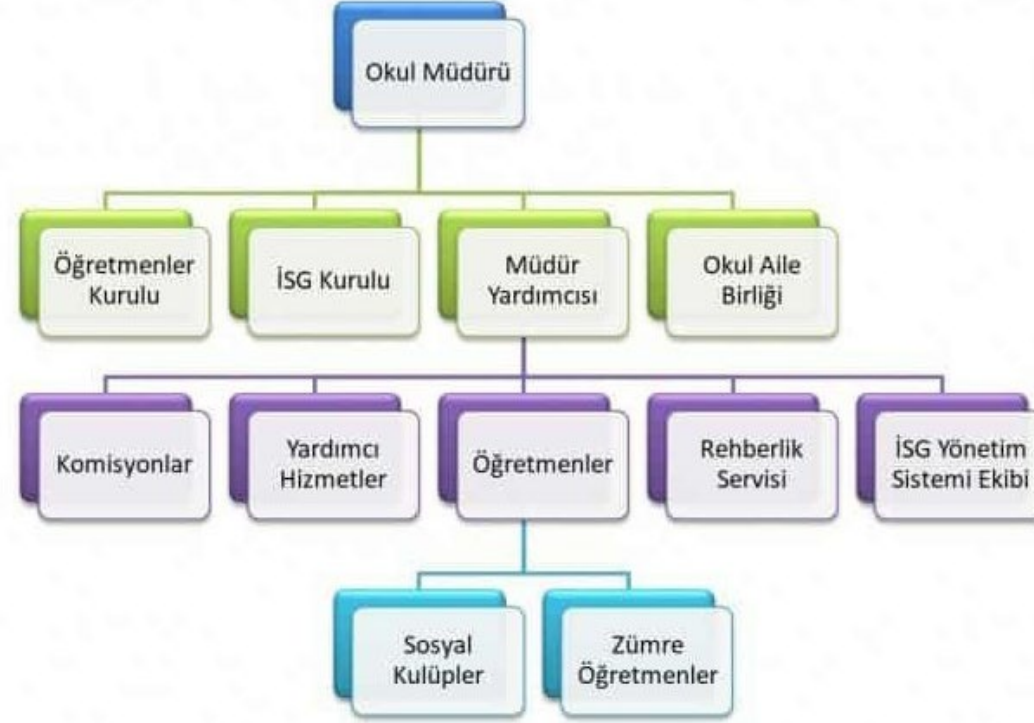 Okul Müdürü
Öğretmenler
Kurulu
İSG Kurulu
Müdür
Yardımcısı
Okul Aile
Birliği
Komisyonlar
Yardımcı
Hizmetler
Öğretmenler
Rehberlik
Servisi
İSG Yönetim
Sistemi Ekibi
Sosyal
Kulüpler
Zümre
Öğretmenler